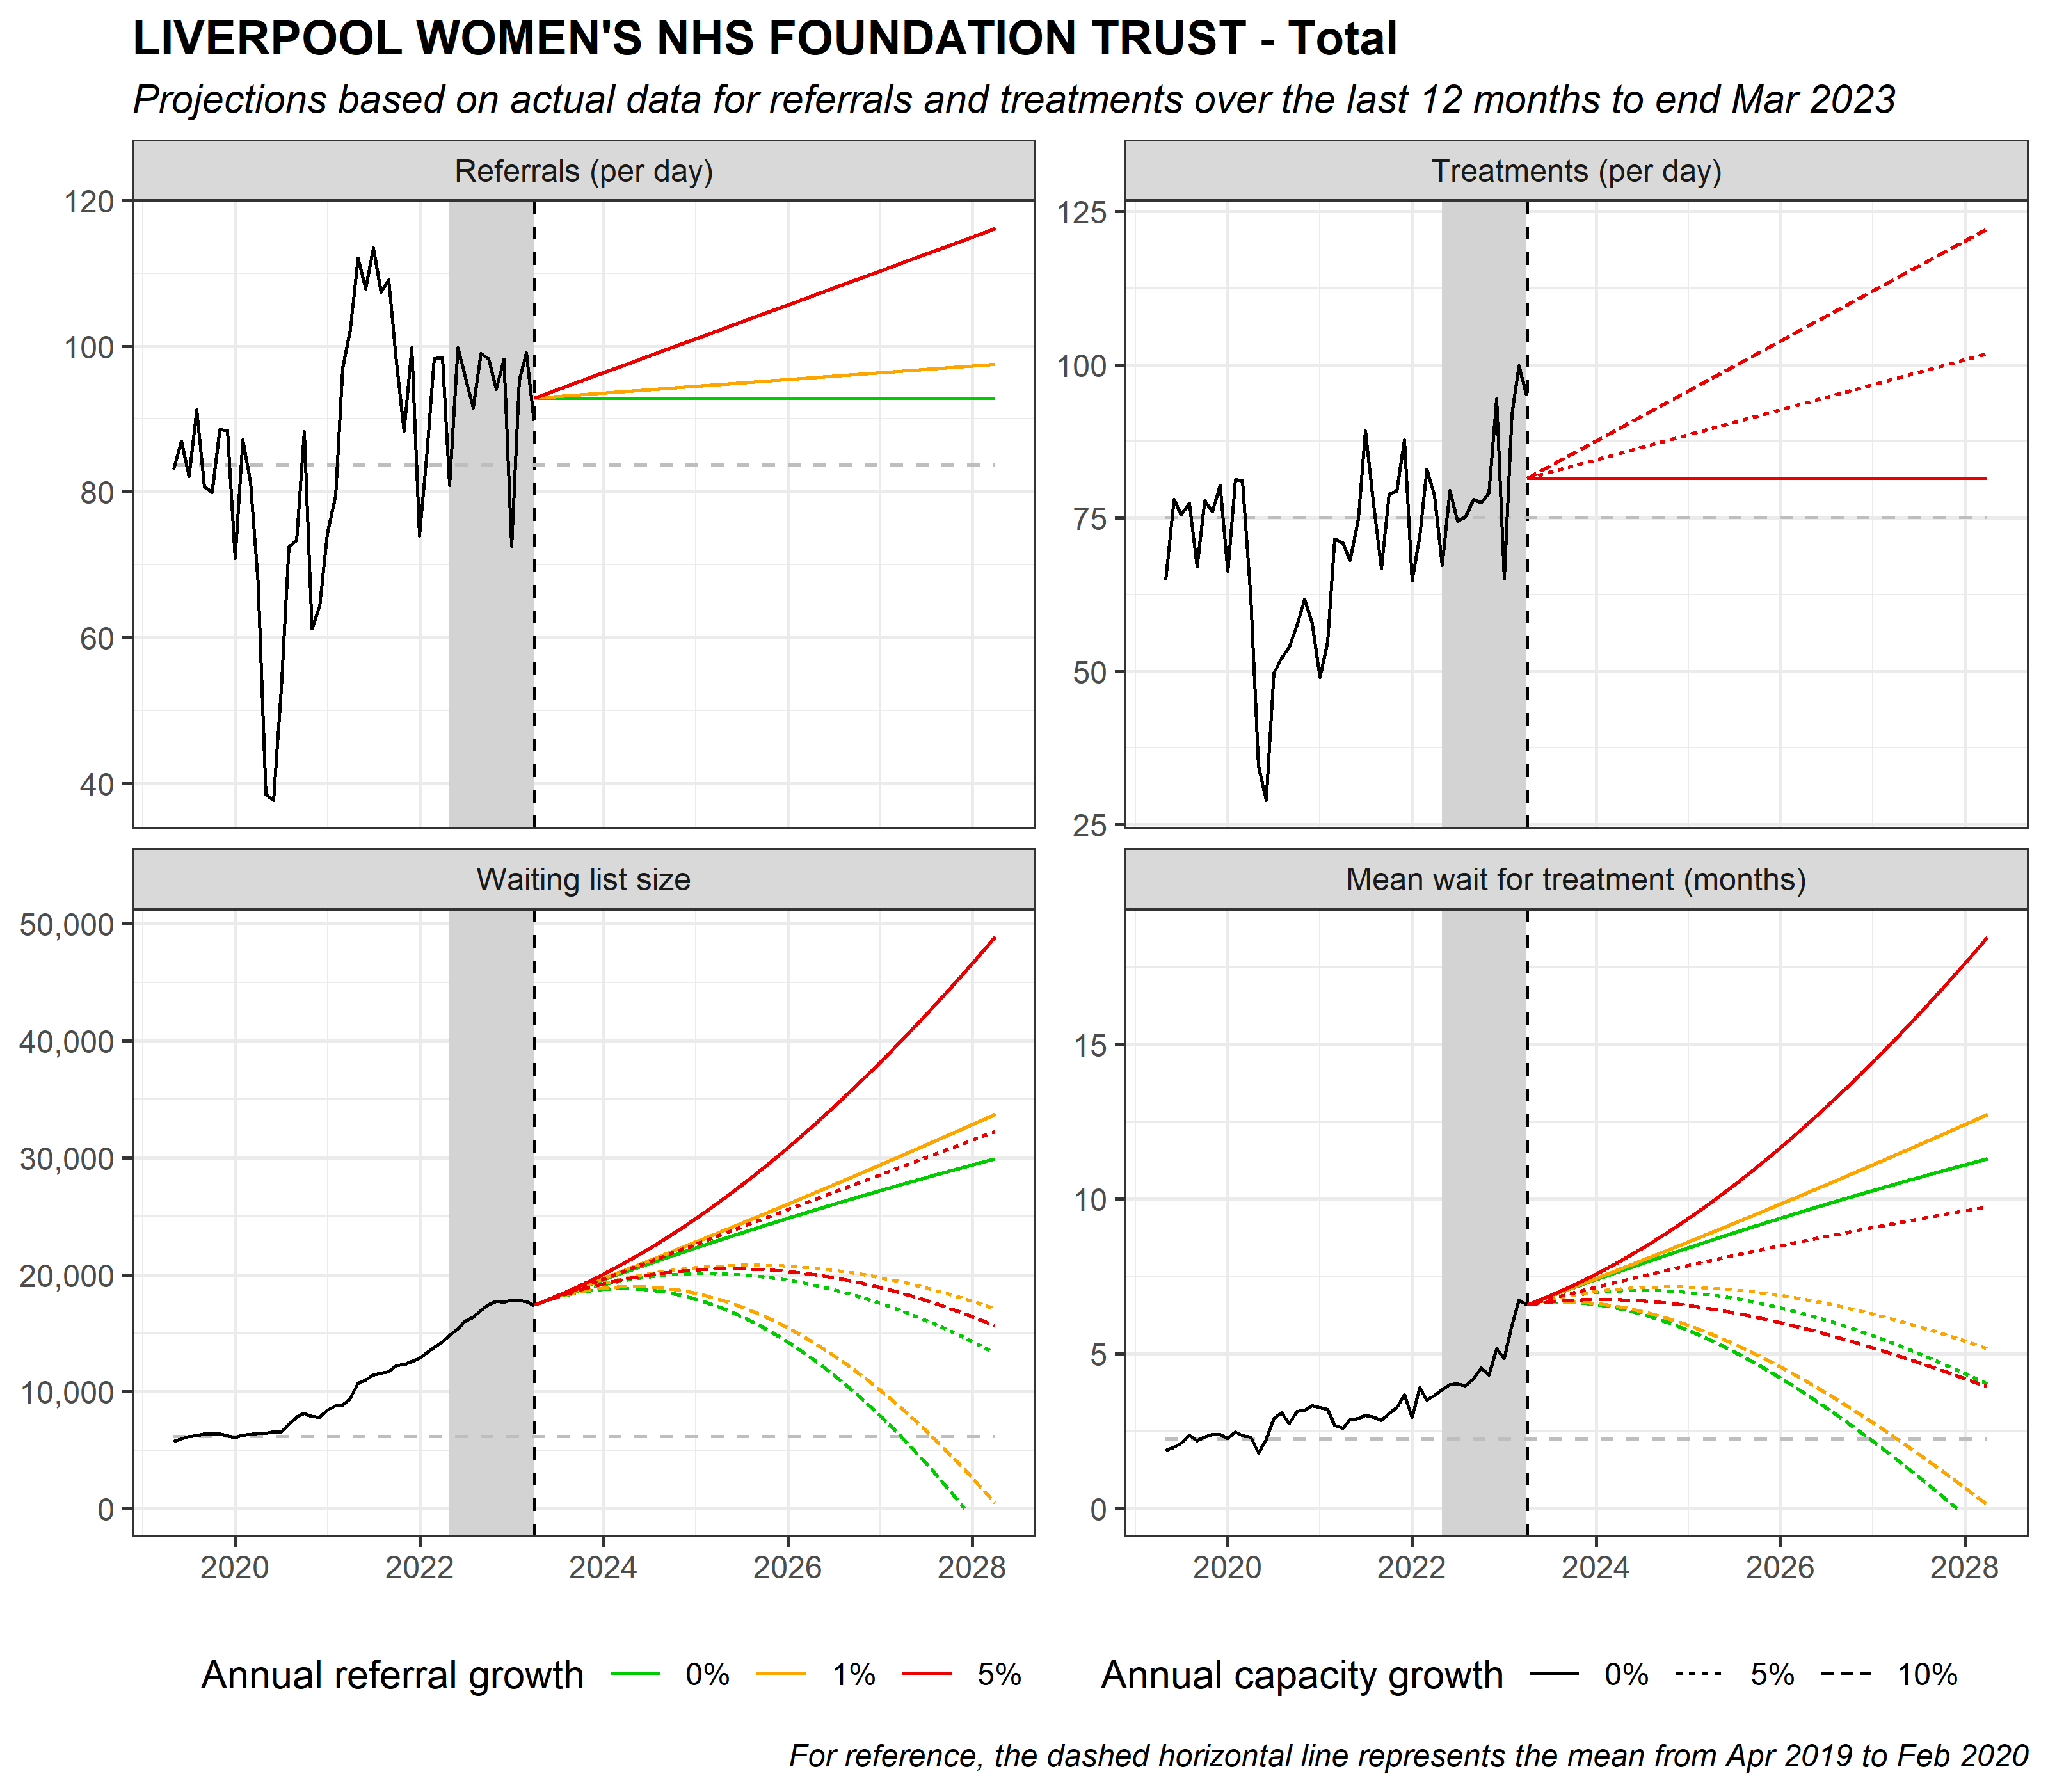 LIVERPOOL WOMEN'S NHS FOUNDATION TRUST - Total
Projections based on actual data for referrals and treatments over the last 12 months to end Mar 2023
Referrals (per day)
120
100
80
60
40
Treatments (per day)
125
100
75
50
25
Waiting list size
50,000
40,000
30,000
20,000
10,000
0
2020 2022 2024 2026 2028
Mean wait for treatment (months)
15
10
5
0
2020 2022 2024 2026 2028
Annual referral growth 0% 1% 5%
Annual capacity growth 0% 5% 10%
For reference, the dashed horizontal line represents the mean from Apr 2019 to Feb 2020